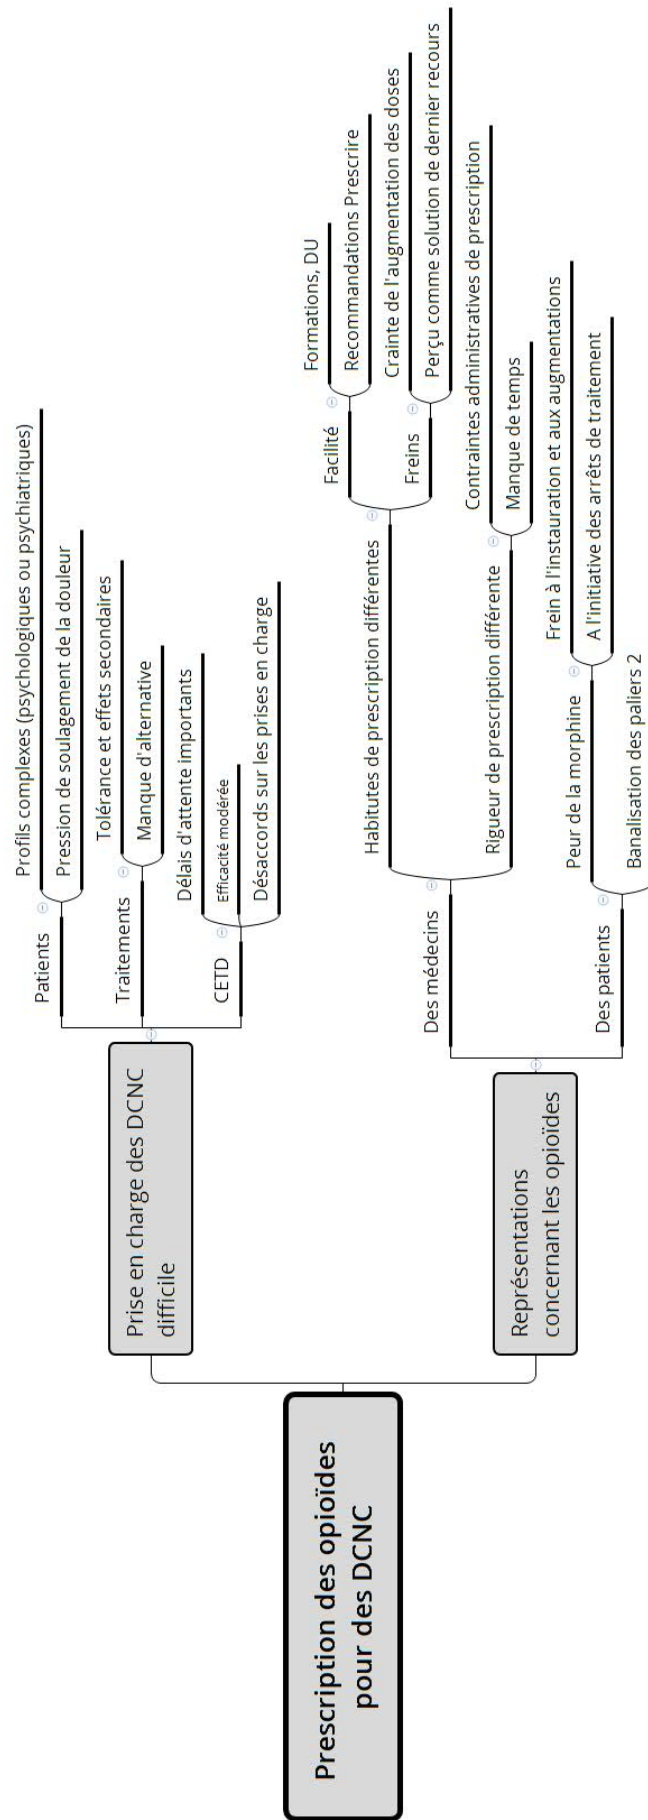 Prescription des opioïdes
pour des DCNC
Prise en charge des DCNC
difficile
Patients
Profils complexes (psychologiques ou psychiatriques)
Pression de soulagement de la douleur
Traitements
Tolérance et effets secondaires
Manque d'alternative
CETD
Délais d'attente importants
Efficacité modérée
Désaccords sur les prises en charge
Représentations
concernant les opioïdes
Des médecins
Habitutes de prescription différentes
Facilité
Formations, DU
Recommandations Prescrire
Freins
Crainte de l'augmentation des doses
Perçu comme solution de dernier recours
Rigueur de prescription différente
Contraintes administratives de prescription
Manque de temps
Des patients
Peur de la morphine
Frein à l'instauration et aux augmentations
A l'initiative des arrêts de traitement
Banalisation des paliers 2